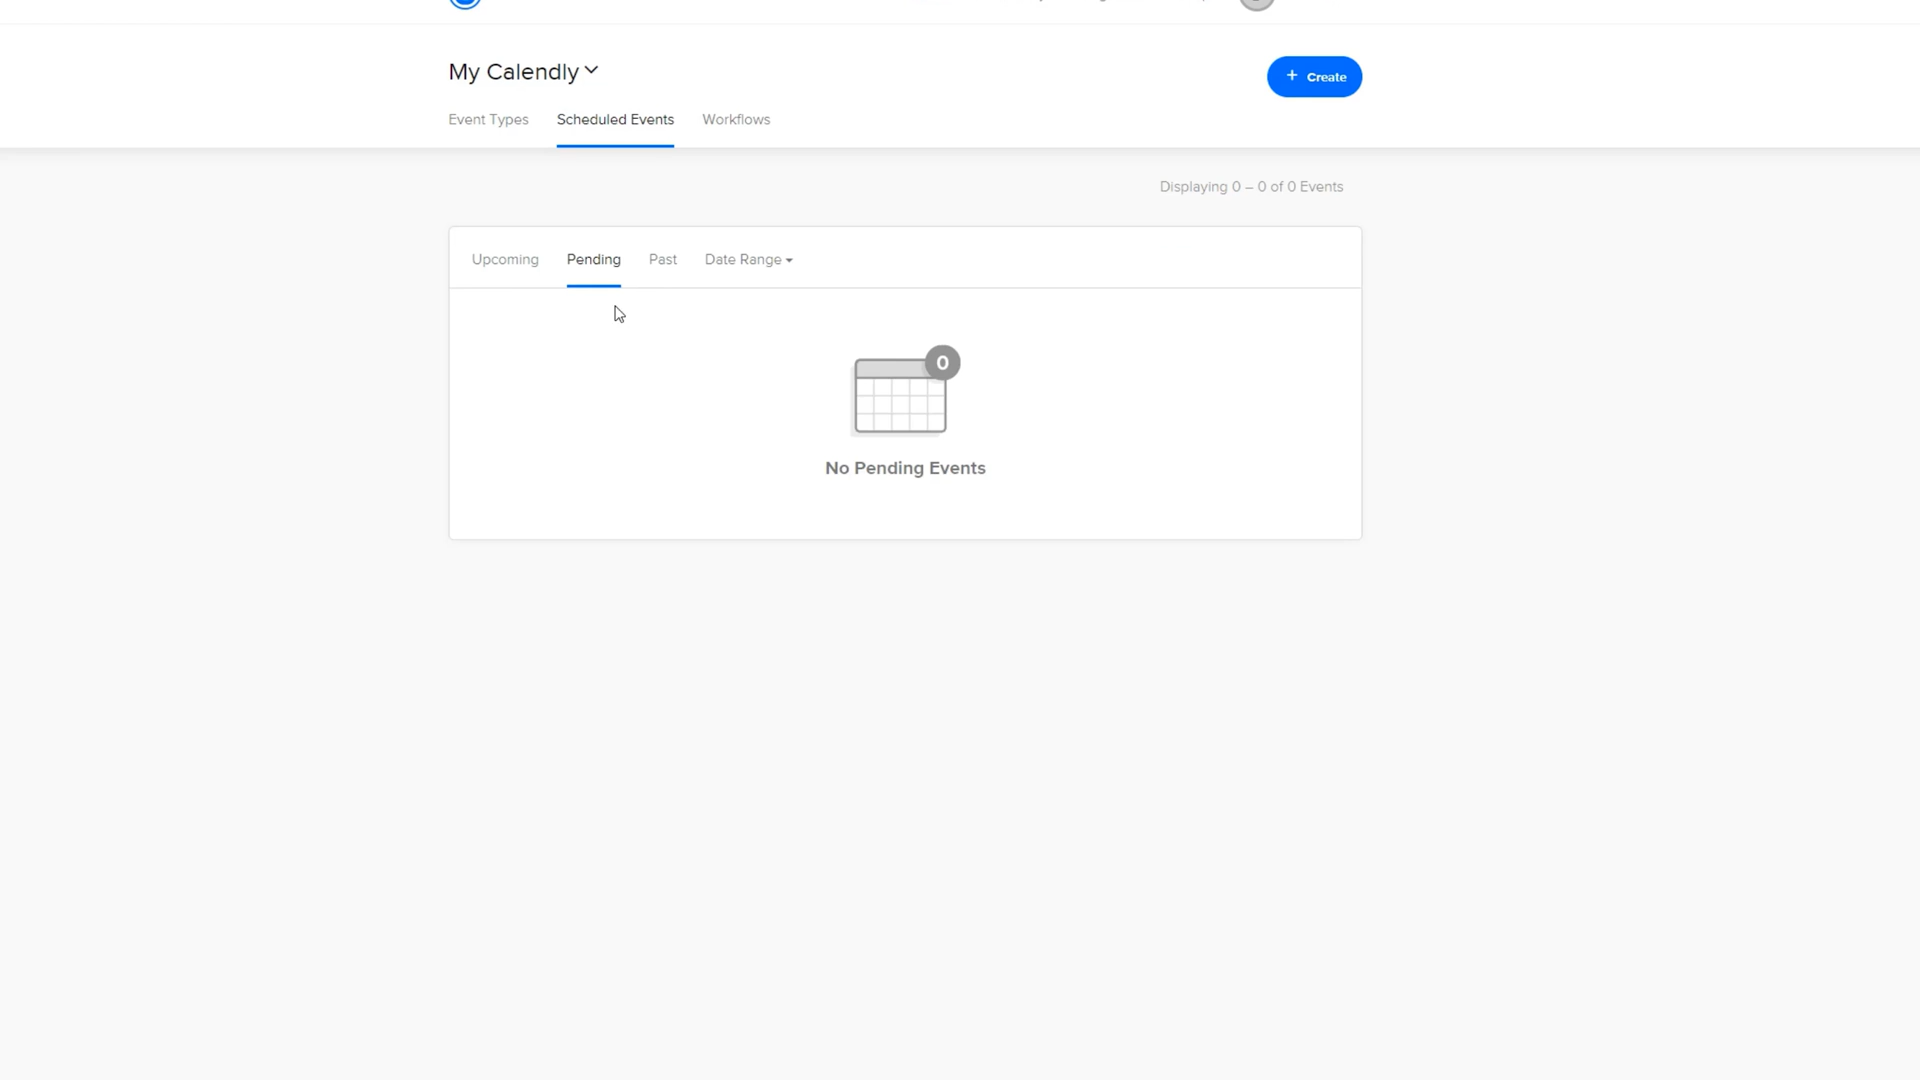 My Calendly
+ Create
Event Types Scheduled Events Workflows
Displaying 0 – 0 of 0 Events
Upcoming Pending Past Date Range
0
No Pending Events